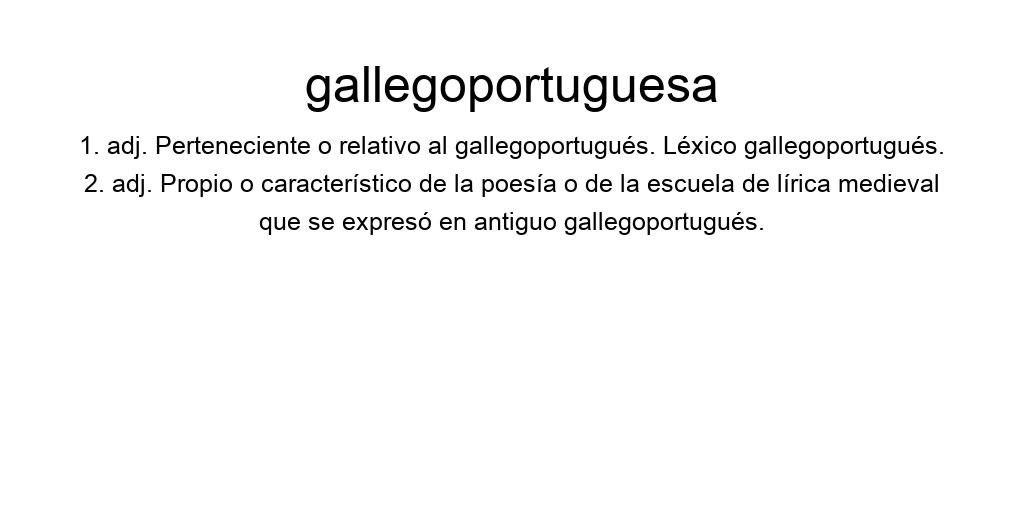 gallegoportuguesa
1. adj. Perteneciente o relativo al gallegoportugués. Léxico gallegoportugués.
2. adj. Propio o característico de la poesía o de la escuela de lírica medieval
que se expresó en antiguo gallegoportugués.